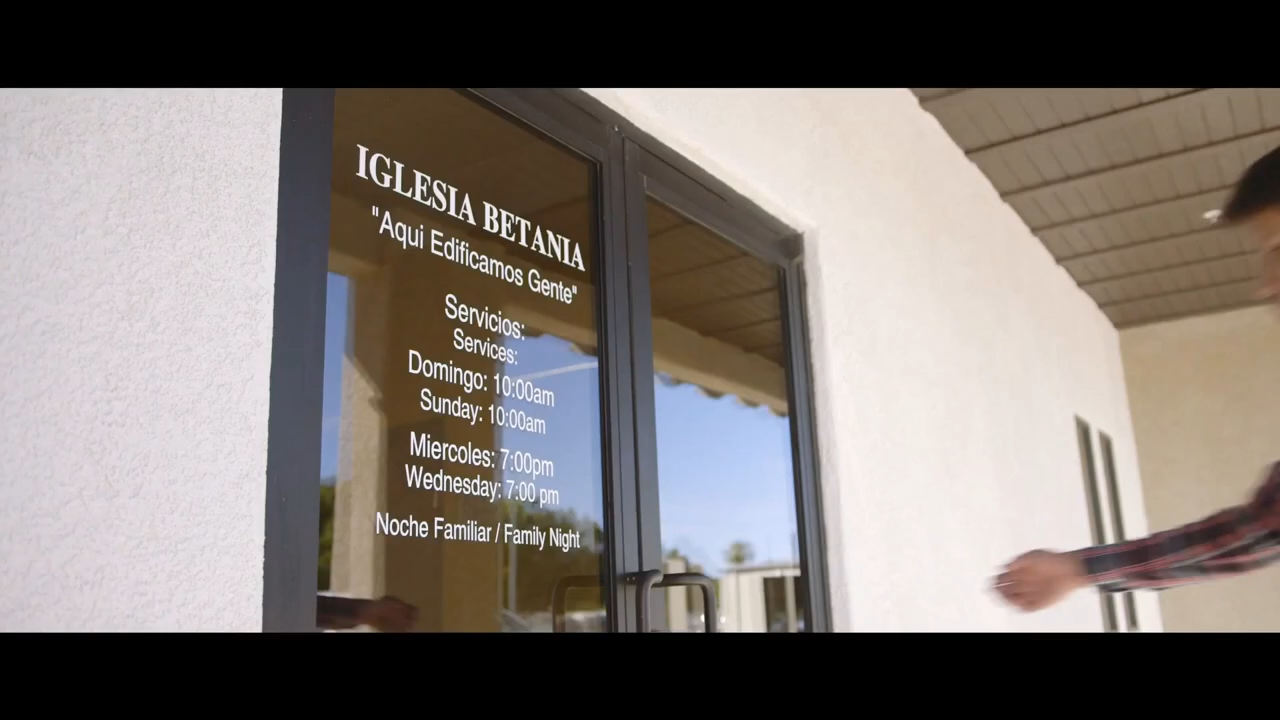 IGLESIA BETANIA
"Aqui Edificamos Gente"
Servicios:
Services:
Domingo: 10:00am
Sunday: 10:00am
Miercoles: 7:00pm
Wednesday: 7:00 pm
Noche Familiar / Family Night